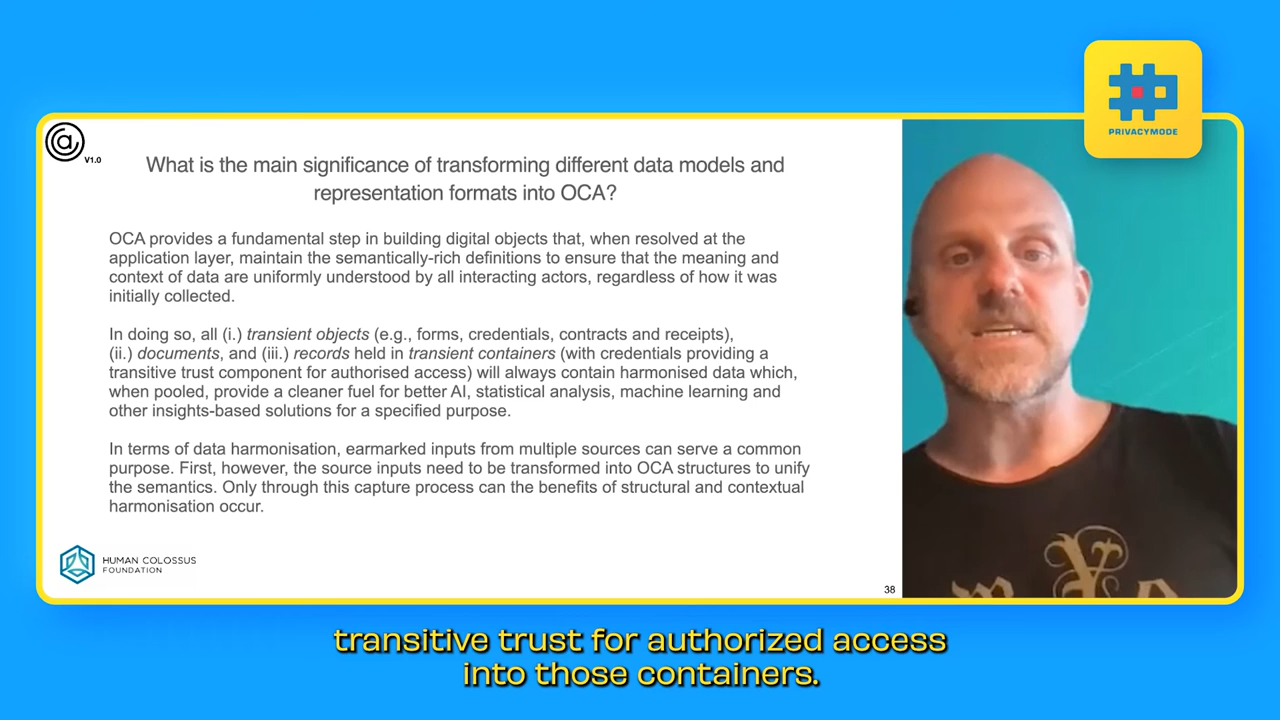 PRIVACYMODE
V1.0
What is the main significance of transforming different data models and
representation formats into OCA?
OCA provides a fundamental step in building digital objects that, when resolved at the
application layer, maintain the semantically-rich definitions to ensure that the meaning and
context of data are uniformly understood by all interacting actors, regardless of how it was
initially collected.
In doing so, all (i.) transient objects (e.g., forms, credentials, contracts and receipts),
(ii.) documents, and (iii.) records held in transient containers (with credentials providing a
transitive trust component for authorised access) will always contain harmonised data which,
when pooled, provide a cleaner fuel for better AI, statistical analysis, machine learning and
other insights-based solutions for a specified purpose.
In terms of data harmonisation, earmarked inputs from multiple sources can serve a common
purpose. First, however, the source inputs need to be transformed into OCA structures to unify
the semantics. Only through this capture process can the benefits of structural and contextual
harmonisation occur.
HUMAN COLOSSUS
FOUNDATION
38
transitive trust for authorized access
into those containers.